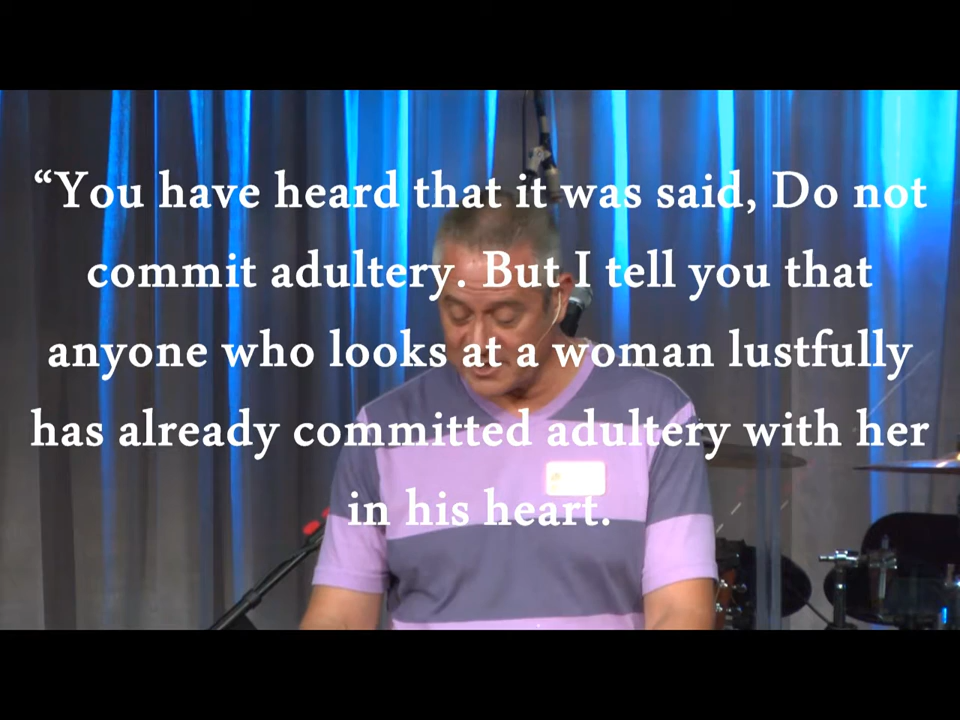 “You have heard that it was said, Do not
commit adultery. But I tell you that
anyone who looks at a woman lustfully
has already committed adultery with her
in his heart.